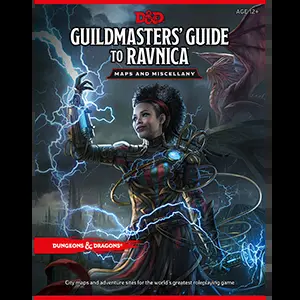 AGE 12+
D&D
GUILDMASTERS' GUIDE
TO RAVNICA
MAPS AND MISCELLANY
DUNGEONS & DRAGONS®
City maps and adventure sites for the world's greatest roleplaying game